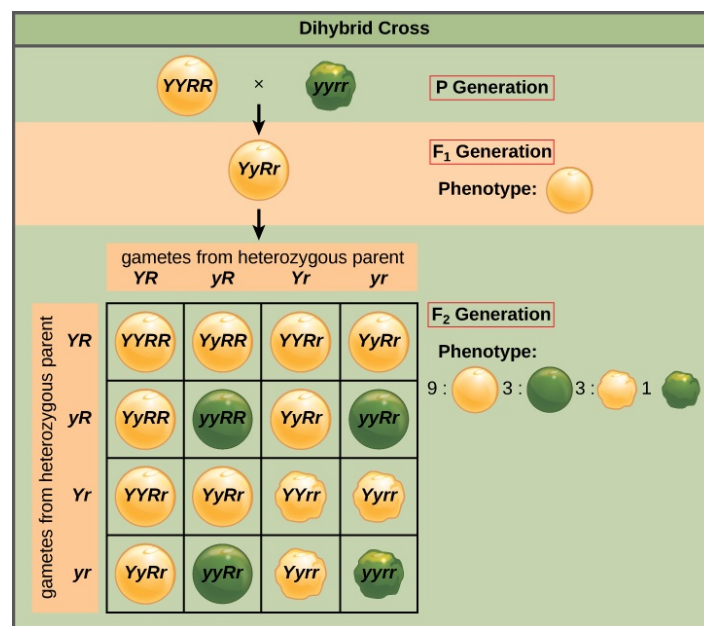 Dihybrid Cross
YYRR × yyrr
P Generation
YyRr
F₁ Generation
Phenotype:
gametes from heterozygous parent
YR yR Yr yr
gametes from heterozygous parent
YR YYRR YyRR YYRr YyRr
yR YyRR yyRR YyRr yyRr
Yr YYRr YyRr YYrr Yyrr
yr YyRr yyRr Yyrr yyrr
F₂ Generation
Phenotype:
9 : 3 : 3 : 1